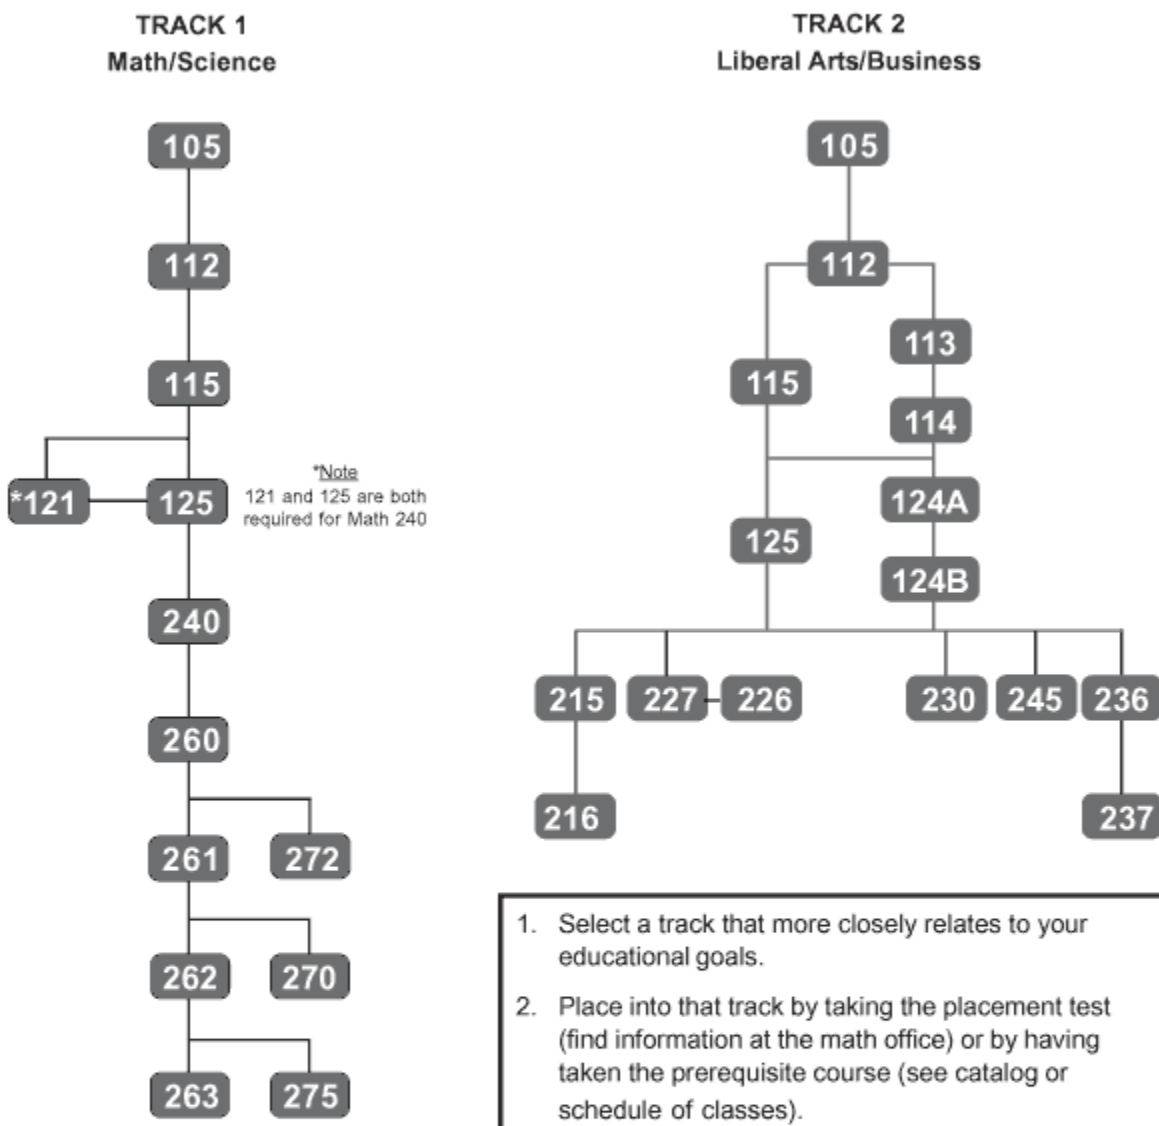 TRACK 1
Math/Science
105
112
115
*121
125
*Note
121 and 125 are both
required for Math 240
240
260
261
272
262
270
263
275
TRACK 2
Liberal Arts/Business
105
112
113
115
114
124A
125
124B
215
227
226
230
245
236
216
237
1. Select a track that more closely relates to your
educational goals.
2. Place into that track by taking the placement test
(find information at the math office) or by having
taken the prerequisite course (see catalog or
schedule of classes).